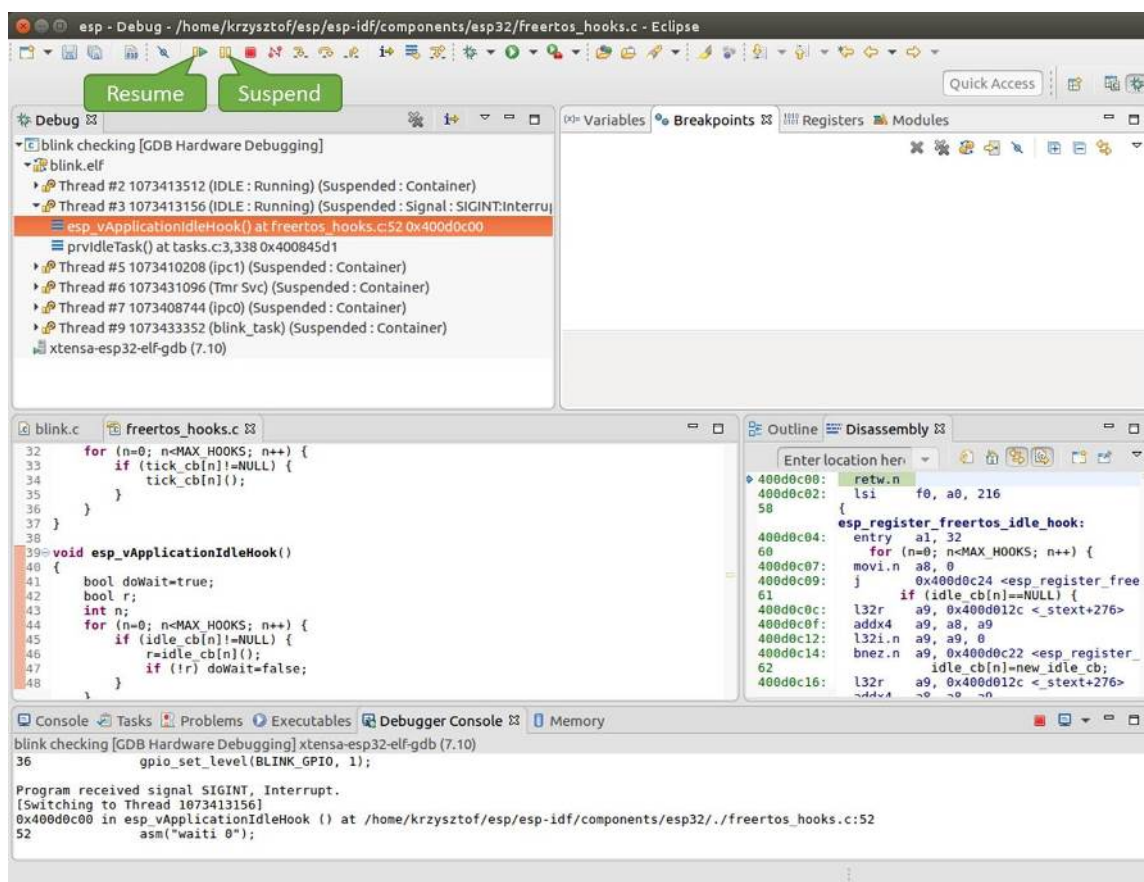 esp - Debug - /home/krzysztof/esp/esp-idf/components/esp32/freertos_hooks.c - Eclipse
Resume
Suspend
Quick Access
Debug
blink checking [GDB Hardware Debugging]
blink.elf
Thread #2 1073413512 (IDLE : Running) (Suspended : Container)
Thread #3 1073413156 (IDLE : Running) (Suspended : Signal : SIGINT:Interrup
esp_vApplicationIdleHook() at freertos_hooks.c:52 0x400d0c00
prvIdleTask() at tasks.c:3,338 0x400845d1
Thread #5 1073410208 (ipc1) (Suspended : Container)
Thread #6 1073431096 (Tmr Svc) (Suspended : Container)
Thread #7 1073408744 (ipc0) (Suspended : Container)
Thread #9 1073433352 (blink_task) (Suspended : Container)
xtensa-esp32-elf-gdb (7.10)
(x)= Variables Breakpoints Registers Modules
blink.c freertos_hooks.c
32 for (n=0; n<MAX_HOOKS; n++) {
33 if (tick_cb[n]!=NULL) {
34 tick_cb[n]();
35 }
36 }
37 }
38
39 void esp_vApplicationIdleHook()
40 {
41 bool doWait=true;
42 bool r;
43 int n;
44 for (n=0; n<MAX_HOOKS; n++) {
45 if (idle_cb[n]!=NULL) {
46 r=idle_cb[n]();
47 if (!r) doWait=false;
48 }
}
Outline Disassembly
Enter location her
400d0c00: retw.n
400d0c02: lsi f0, a0, 216
58 {
esp_register_freertos_idle_hook:
400d0c04: entry a1, 32
60 for (n=0; n<MAX_HOOKS; n++) {
400d0c07: movi.n a8, 0
400d0c09: j 0x400d0c24 <esp_register_free
61 if (idle_cb[n]==NULL) {
400d0c0c: l32r a9, 0x400d012c <_stext+276>
400d0c0f: addx4 a9, a8, a9
400d0c12: l32i.n a9, a9, 0
400d0c14: bnez.n a9, 0x400d0c22 <esp_register_
62 idle_cb[n]=new_idle_cb;
400d0c16: l32r a9, 0x400d012c <_stext+276>
addx4 a8, a8, a9
Console Tasks Problems Executables Debugger Console Memory
blink checking [GDB Hardware Debugging] xtensa-esp32-elf-gdb (7.10)
36 gpio_set_level(BLINK_GPIO, 1);
Program received signal SIGINT, Interrupt.
[Switching to Thread 1073413156]
0x400d0c00 in esp_vApplicationIdleHook () at /home/krzysztof/esp/esp-idf/components/esp32/./freertos_hooks.c:52
52 asm("waiti 0");